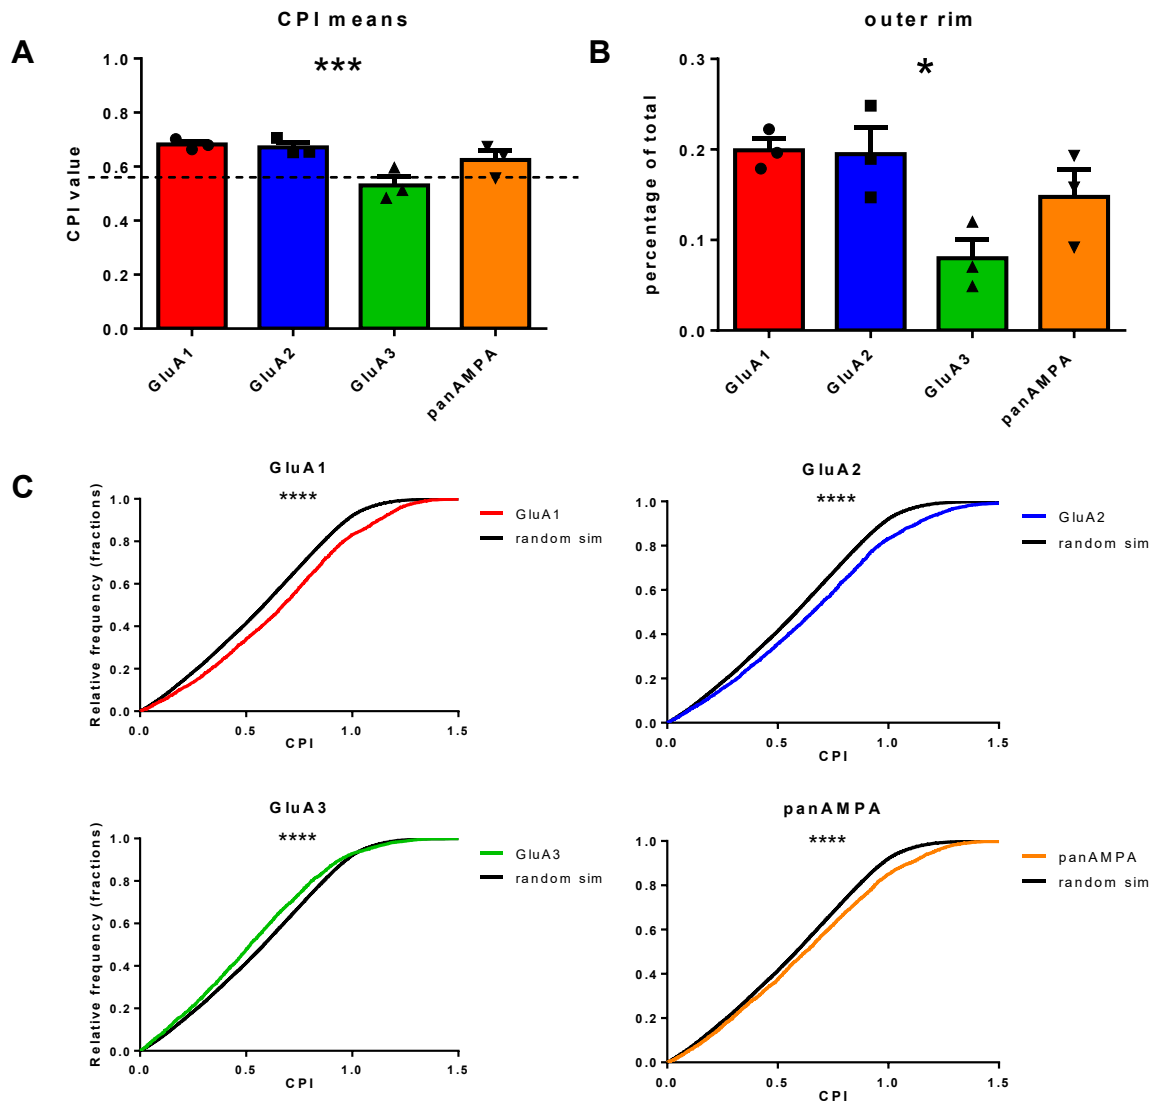 CPI means
A
***
1.0
0.8
0.6
0.4
0.2
0.0
CPI value
GluA1
GluA2
GluA3
panAMPA
outer rim
B
*
0.3
0.2
0.1
0.0
percentage of total
GluA1
GluA2
GluA3
panAMPA
C
GluA1
****
1.0
0.8
0.6
0.4
0.2
0.0
Relative frequency (fractions)
0.0 0.5 1.0 1.5
CPI
GluA1
random sim
GluA2
****
1.0
0.8
0.6
0.4
0.2
0.0
0.0 0.5 1.0 1.5
CPI
GluA2
random sim
GluA3
****
1.0
0.8
0.6
0.4
0.2
0.0
Relative frequency (fractions)
0.0 0.5 1.0 1.5
CPI
GluA3
random sim
panAMPA
****
1.0
0.8
0.6
0.4
0.2
0.0
0.0 0.5 1.0 1.5
CPI
panAMPA
random sim